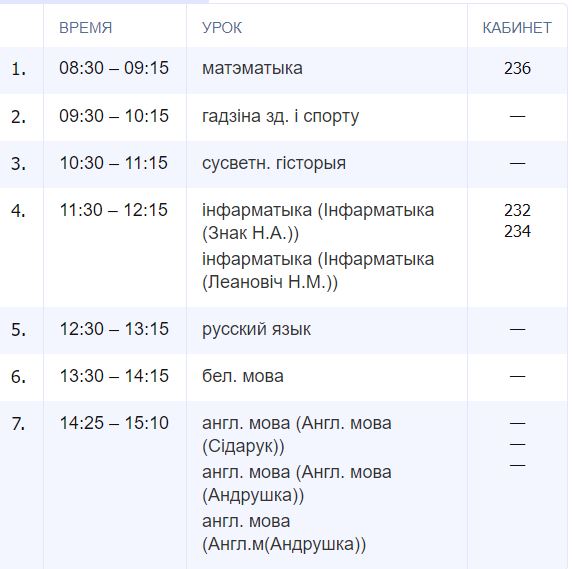 ВРЕМЯ УРОК КАБИНЕТ
1. 08:30 – 09:15 матэматыка 236
2. 09:30 – 10:15 гадзіна зд. і спорту —
3. 10:30 – 11:15 сусветн. гісторыя —
4. 11:30 – 12:15 інфарматыка (Інфарматыка 232
(Знак Н.А.)) 234
інфарматыка (Інфарматыка
(Леановіч Н.М.))
5. 12:30 – 13:15 русский язык —
6. 13:30 – 14:15 бел. мова —
7. 14:25 – 15:10 англ. мова (Англ. мова —
(Сідарук)) —
англ. мова (Англ. мова —
(Андрушка))
англ. мова
(Англ.м(Андрушка))